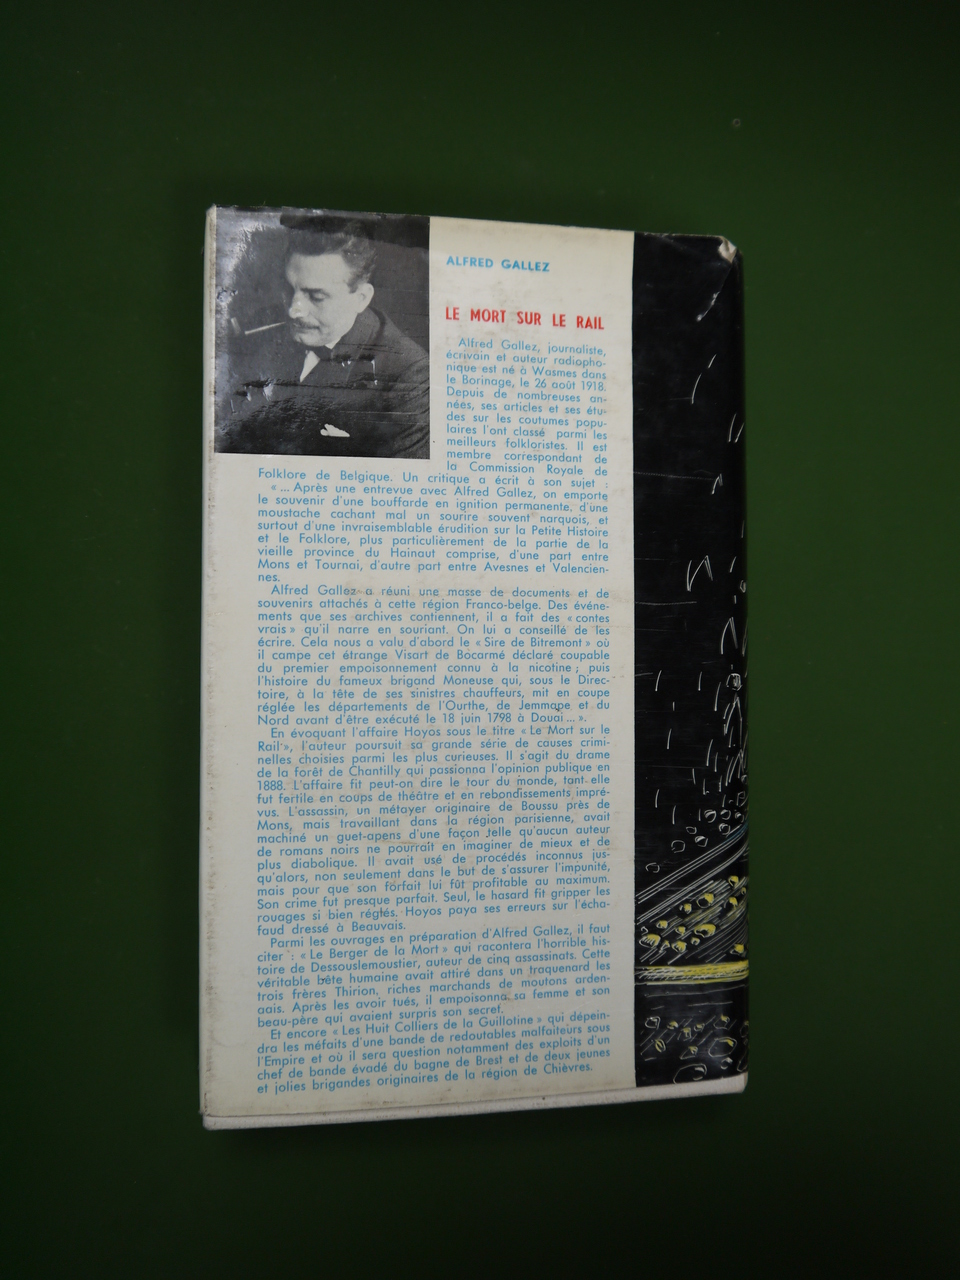 ALFRED GALLEZ
LE MORT SUR LE RAIL
Alfred Gallez, journaliste,
écrivain et auteur radiopho-
nique est né à Wasmes dans
le Borinage, le 26 août 1918.
Depuis de nombreuses an-
nées, ses articles et ses étu-
des sur les coutumes popu-
laires l'ont classé parmi les
meilleurs folkloristes. Il est
membre correspondant de
la Commission Royale de
Folklore de Belgique. Un critique a écrit à son sujet :
« ... Après une entrevue avec Alfred Gallez, on emporte
le souvenir d'une bouffarde en ignition permanente, d'une
moustache cachant mal un sourire souvent narquois, et
surtout d'une invraisemblable érudition sur la Petite Histoire
et le Folklore, plus particulièrement de la partie de la
vieille province du Hainaut comprise, d'une part entre
Mons et Tournai, d'autre part entre Avesnes et Valencien-
nes.
Alfred Gallez a réuni une masse de documents et de
souvenirs attachés à cette région Franco-belge. Des événe-
ments que ses archives contiennent, il a fait des « contes
vrais » qu'il narre en souriant. On lui a conseillé de les
écrire. Cela nous a valu d'abord le « Sire de Bitremont » où
il campe cet étrange Visart de Bocarmé déclaré coupable
du premier empoisonnement connu à la nicotine ; puis
l'histoire du fameux brigand Moneuse qui, sous le Direc-
toire, à la tête de ses sinistres chauffeurs, mit en coupe
réglée les départements de l'Ourthe, de Jemmape et du
Nord avant d'être exécuté le 18 juin 1798 à Douai ... ».
En évoquant l'affaire Hoyos sous le titre « Le Mort sur le
Rail », l'auteur poursuit sa grande série de causes crimi-
nelles choisies parmi les plus curieuses. Il s'agit du drame
de la forêt de Chantilly qui passionna l'opinion publique en
1888. L'affaire fit peut-on dire le tour du monde, tant elle
fut fertile en coups de théâtre et en rebondissements impré-
vus. L'assassin, un métayer originaire de Boussu près de
Mons, mais travaillant dans la région parisienne, avait
machiné un guet-apens d'une façon telle qu'aucun auteur
de romans noirs ne pourrait en imaginer de mieux et de
plus diabolique. Il avait usé de procédés inconnus jus-
qu'alors, non seulement dans le but de s'assurer l'impunité,
mais pour que son forfait lui fût profitable au maximum.
Son crime fut presque parfait. Seul, le hasard fit gripper les
rouages si bien réglés. Hoyos paya ses erreurs sur l'écha-
faud dressé à Beauvais.
Parmi les ouvrages en préparation d'Alfred Gallez, il faut
citer : « Le Berger de la Mort » qui racontera l'horrible his-
toire de Dessouslemoustier, auteur de cinq assassinats. Cette
véritable bête humaine avait attiré dans un traquenard les
trois frères Thirion, riches marchands de moutons arden-
nais. Après les avoir tués, il empoisonna sa femme et son
beau-père qui avaient surpris son secret.
Et encore « Les Huit Colliers de la Guillotine » qui dépein-
dra les méfaits d'une bande de redoutables malfaiteurs sous
l'Empire et où il sera question notamment des exploits d'un
chef de bande évadé du bagne de Brest et de deux jeunes
et jolies brigandes originaires de la région de Chièvres.